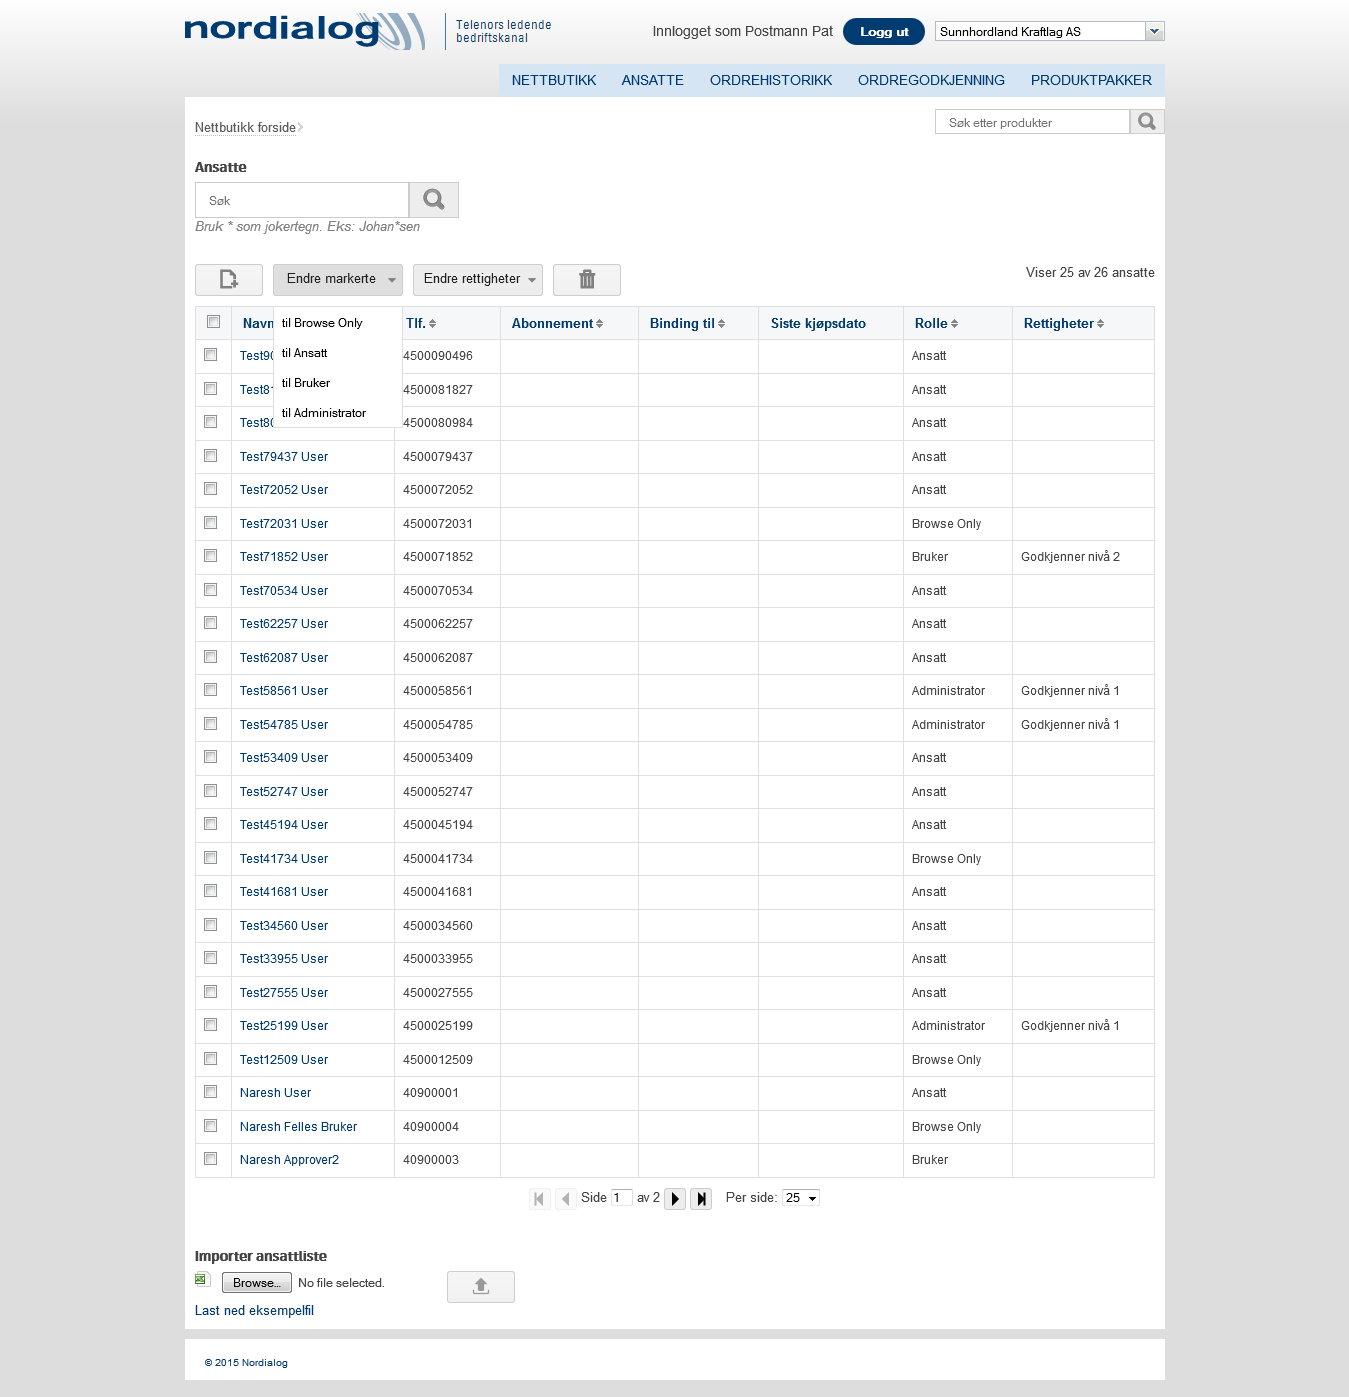 nordialog
Telenors ledende
bedriftskanal
Innlogget som Postmann Pat
Logg ut
Sunnhordland Kraftlag AS
NETTBUTIKK ANSATTE ORDREHISTORIKK ORDREGODKJENNING PRODUKTPAKKER
Nettbutikk forside
Søk etter produkter
Ansatte
Søk
Bruk * som jokertegn. Eks: Johan*sen
Endre markerte Endre rettigheter
Viser 25 av 26 ansatte
Navn Tlf. Abonnement Binding til Siste kjøpsdato Rolle Rettigheter
til Browse Only
til Ansatt
til Bruker
til Administrator
Test90 4500090496 Ansatt
Test81 4500081827 Ansatt
Test80 4500080984 Ansatt
Test79437 User 4500079437 Ansatt
Test72052 User 4500072052 Ansatt
Test72031 User 4500072031 Browse Only
Test71852 User 4500071852 Bruker Godkjenner nivå 2
Test70534 User 4500070534 Ansatt
Test62257 User 4500062257 Ansatt
Test62087 User 4500062087 Ansatt
Test58561 User 4500058561 Administrator Godkjenner nivå 1
Test54785 User 4500054785 Administrator Godkjenner nivå 1
Test53409 User 4500053409 Ansatt
Test52747 User 4500052747 Ansatt
Test45194 User 4500045194 Ansatt
Test41734 User 4500041734 Browse Only
Test41681 User 4500041681 Ansatt
Test34560 User 4500034560 Ansatt
Test33955 User 4500033955 Ansatt
Test27555 User 4500027555 Ansatt
Test25199 User 4500025199 Administrator Godkjenner nivå 1
Test12509 User 4500012509 Browse Only
Naresh User 40900001 Ansatt
Naresh Felles Bruker 40900004 Browse Only
Naresh Approver2 40900003 Bruker
Side 1 av 2 Per side: 25
Importer ansattliste
Browse... No file selected.
Last ned eksempelfil
© 2015 Nordialog